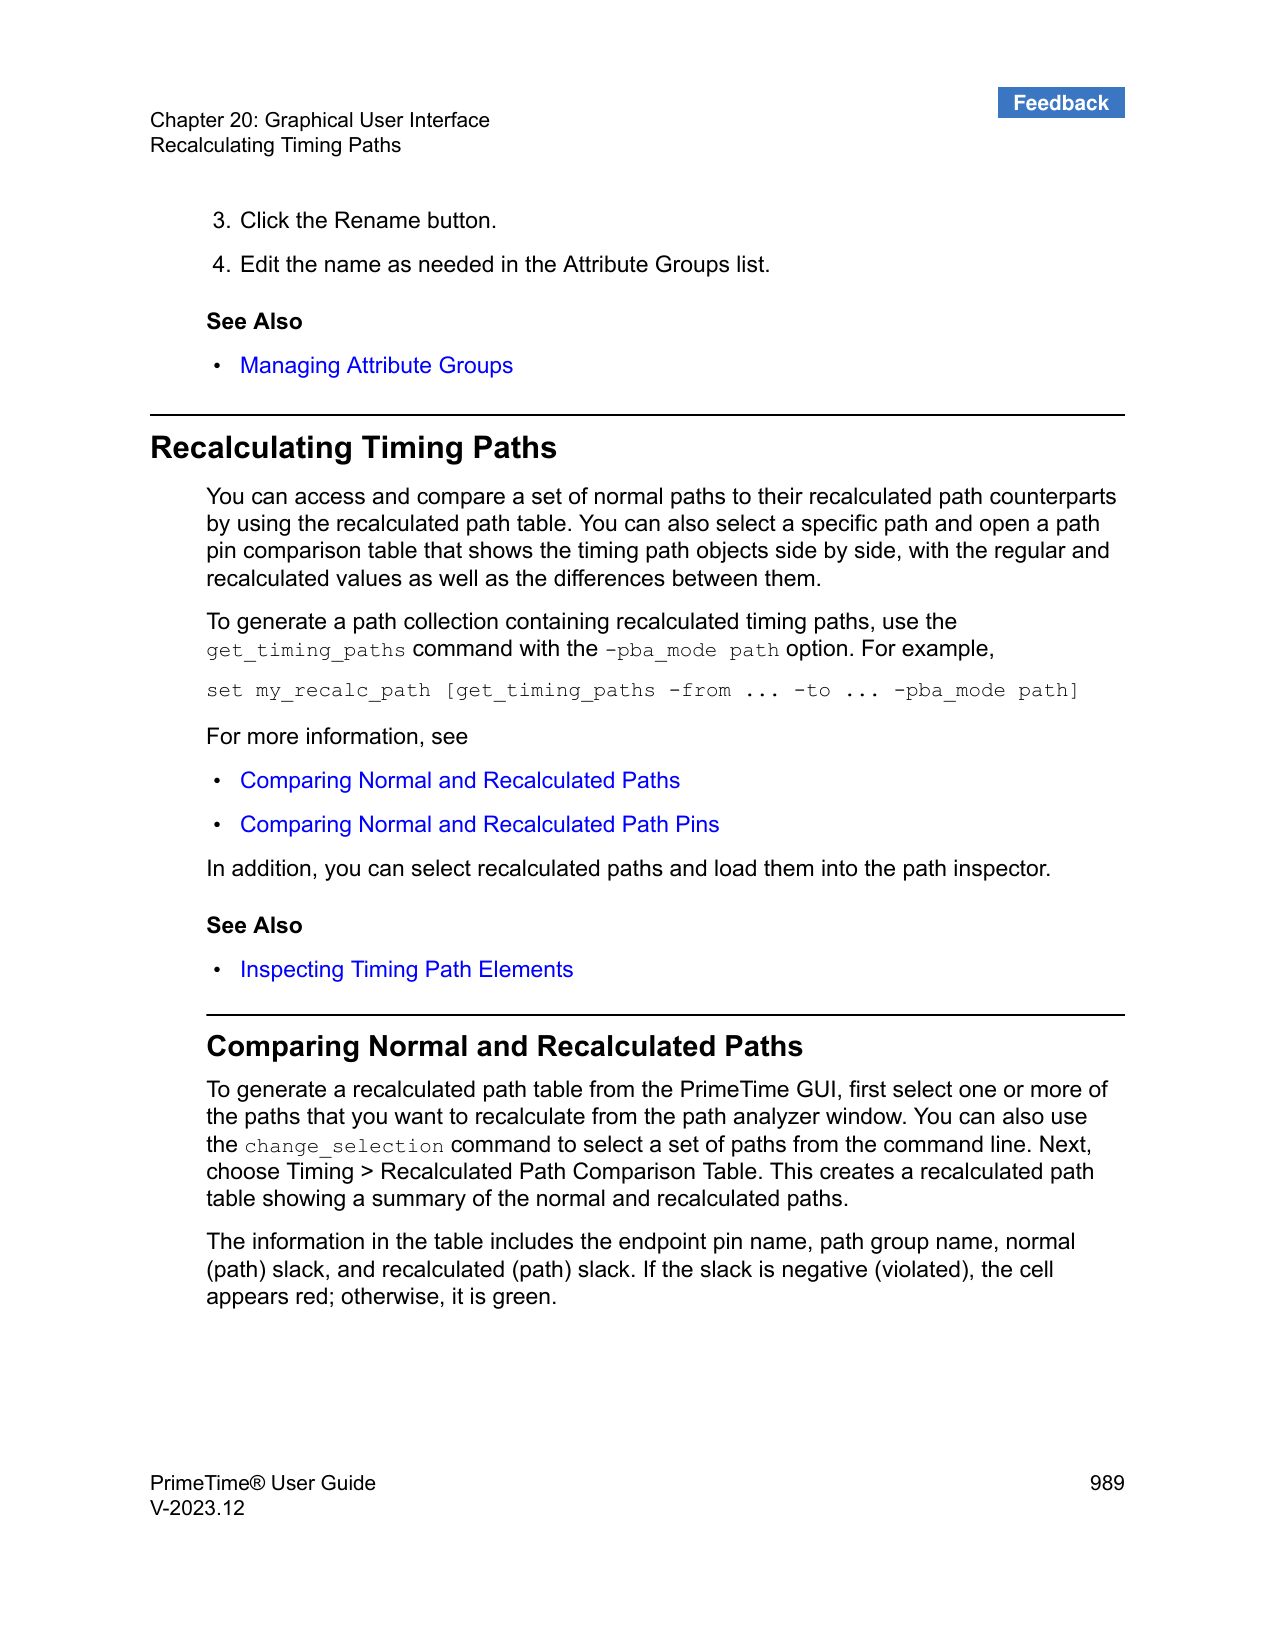 Feedback
Chapter 20: Graphical User Interface
Recalculating Timing Paths
3. Click the Rename button.
4. Edit the name as needed in the Attribute Groups list.
See Also
• Managing Attribute Groups
Recalculating Timing Paths
You can access and compare a set of normal paths to their recalculated path counterparts
by using the recalculated path table. You can also select a specific path and open a path
pin comparison table that shows the timing path objects side by side, with the regular and
recalculated values as well as the differences between them.
To generate a path collection containing recalculated timing paths, use the
get_timing_paths command with the -pba_mode path option. For example,
set my_recalc_path [get_timing_paths -from ... -to ... -pba_mode path]
For more information, see
• Comparing Normal and Recalculated Paths
• Comparing Normal and Recalculated Path Pins
In addition, you can select recalculated paths and load them into the path inspector.
See Also
• Inspecting Timing Path Elements
Comparing Normal and Recalculated Paths
To generate a recalculated path table from the PrimeTime GUI, first select one or more of
the paths that you want to recalculate from the path analyzer window. You can also use
the change_selection command to select a set of paths from the command line. Next,
choose Timing > Recalculated Path Comparison Table. This creates a recalculated path
table showing a summary of the normal and recalculated paths.
The information in the table includes the endpoint pin name, path group name, normal
(path) slack, and recalculated (path) slack. If the slack is negative (violated), the cell
appears red; otherwise, it is green.
PrimeTime® User Guide 989
V-2023.12